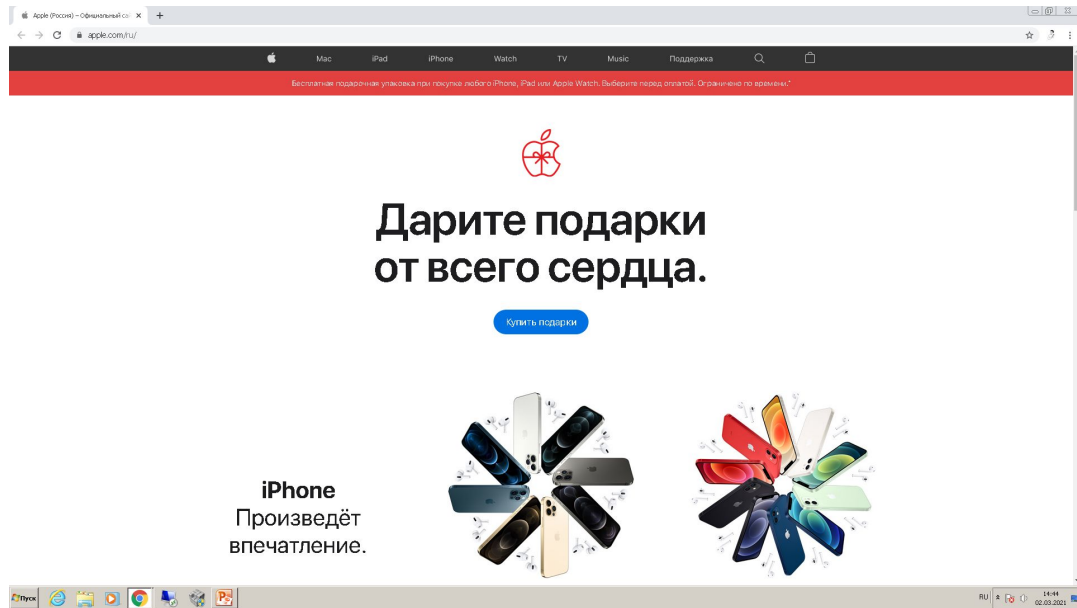 Apple (Россия) – Официальный сай
apple.com/ru/
Mac iPad iPhone Watch TV Music Поддержка
Бесплатная подарочная упаковка при покупке любого iPhone, iPad или Apple Watch. Выберите перед оплатой. Ограничено по времени.*
Дарите подарки
от всего сердца.
Купить подарки
iPhone
Произведёт
впечатление.
Пуск
RU
14:44
02.03.2021